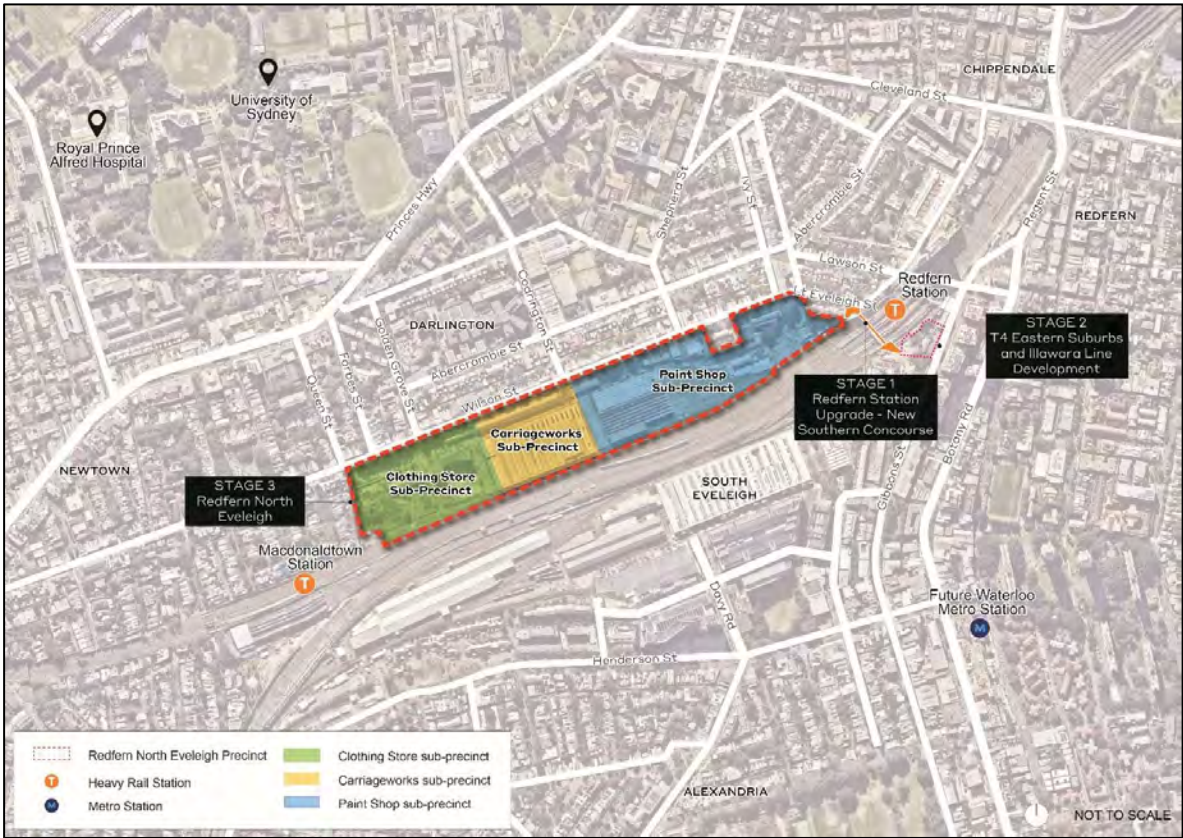 CHIPPENDALE
Cleveland St
University of
Sydney
Royal Prince
Alfred Hospital
Princes Hwy
Shepherd St
Ivy St
Abercrombie St
Regent St
REDFERN
Lawson St
Redfern
Station
Lt Eveleigh St
Codrington St
DARLINGTON
Golden Grove St
Abercrombie St
Forbes St
Queen St
Wilson St
STAGE 2
T4 Eastern Suburbs
and Illawara Line
Development
Paint Shop
Sub-Precinct
STAGE 1
Redfern Station
Upgrade - New
Southern Concourse
Carriageworks
Sub-Precinct
Botany Rd
Gibbons St
NEWTOWN
Clothing Store
Sub-Precinct
SOUTH
EVELEIGH
STAGE 3
Redfern North
Eveleigh
Macdonaldtown
Station
T
T
Davy Rd
Future Waterloo
Metro Station
M
Henderson St
ALEXANDRIA
Redfern North Eveleigh Precinct
T Heavy Rail Station
M Metro Station
Clothing Store sub-precinct
Carriageworks sub-precinct
Paint Shop sub-precinct
NOT TO SCALE